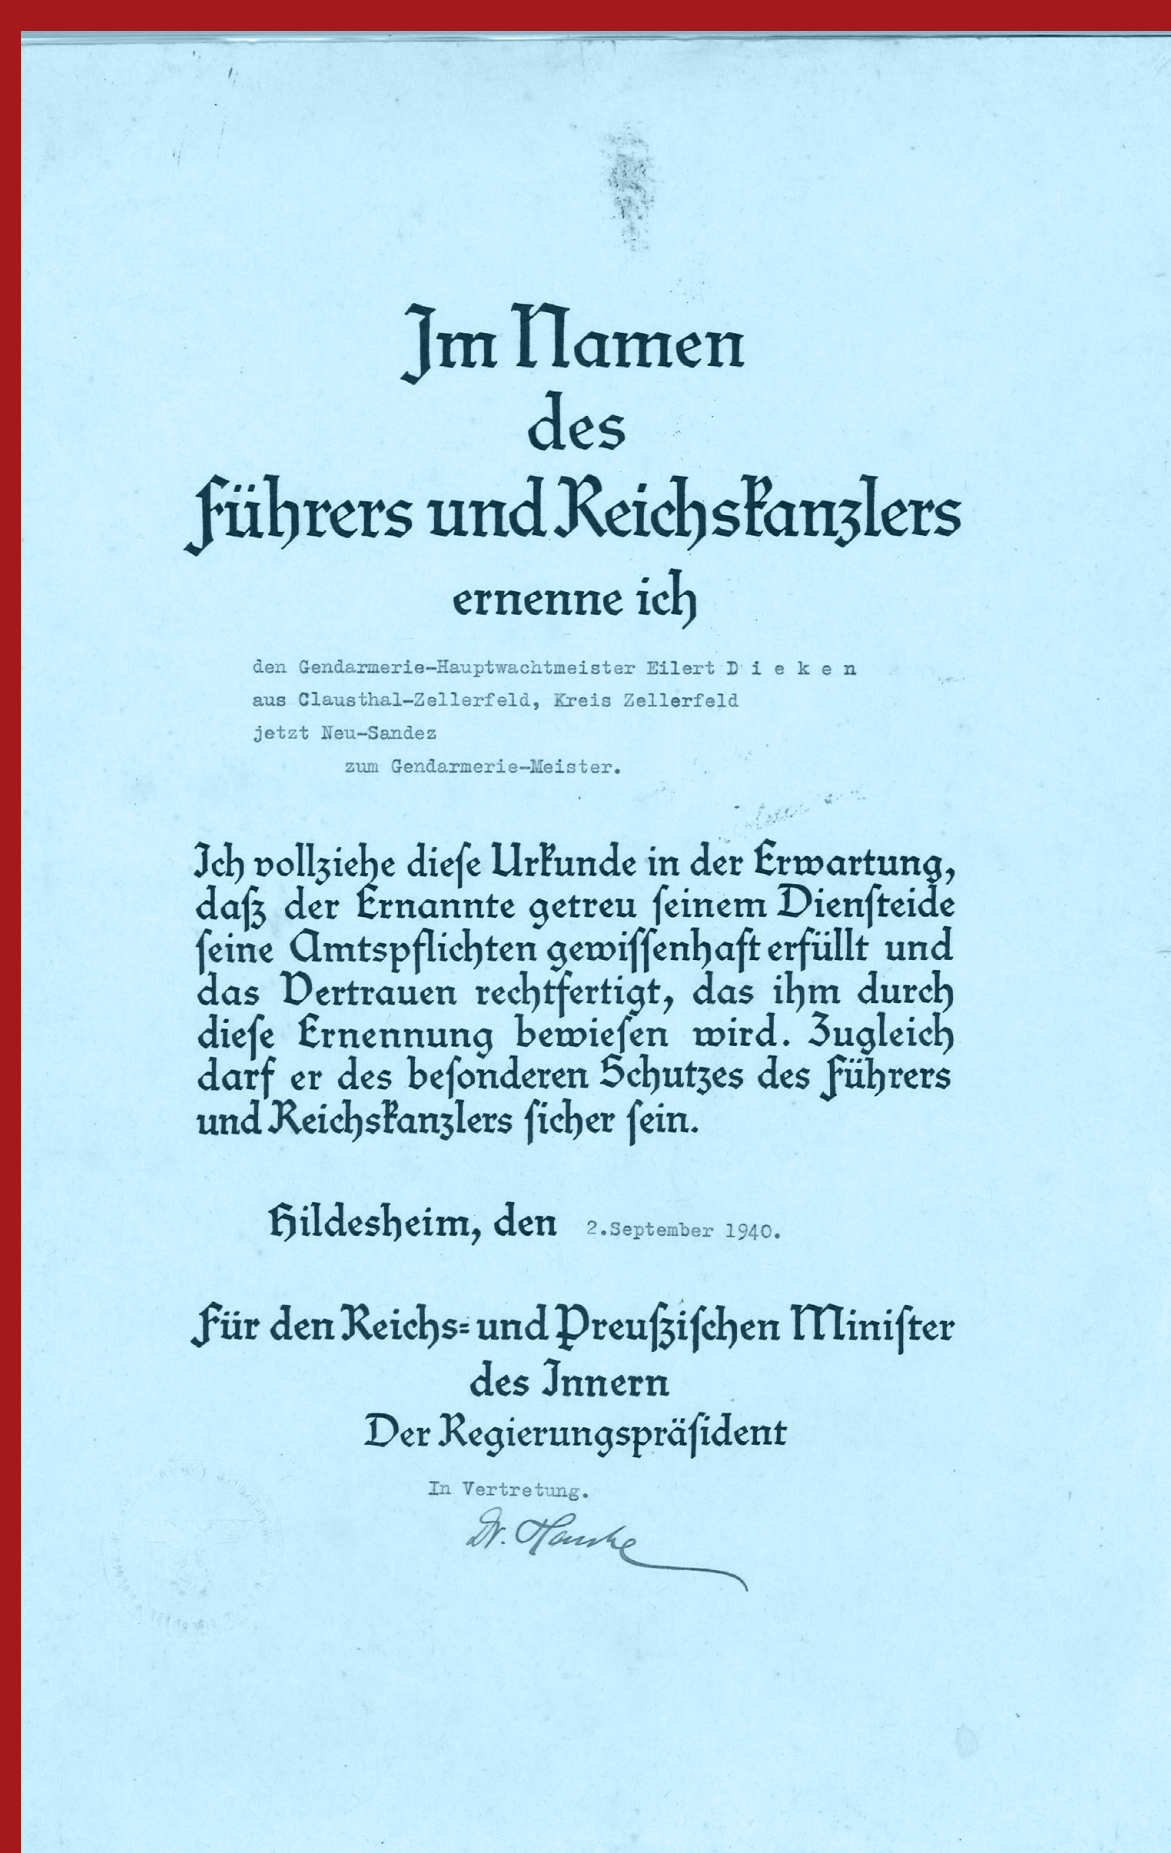 Im Namen
des
Führers und Reichskanzlers
ernenne ich
den Gendarmerie-Hauptwachtmeister Eilert D i e k e n
aus Clausthal-Zellerfeld, Kreis Zellerfeld
jetzt Neu-Sandez
zum Gendarmerie-Meister.
Ich vollziehe dieſe Urkunde in der Erwartung,
daß der Ernannte getreu ſeinem Dienſteide
ſeine Amtspflichten gewiſſenhaft erfüllt und
das Vertrauen rechtfertigt, das ihm durch
dieſe Ernennung bewieſen wird. Zugleich
darf er des beſonderen Schutzes des Führers
und Reichskanzlers ſicher ſein.
Hildesheim, den 2.September 1940.
Für den Reichs= und Preußiſchen Miniſter
des Innern
Der Regierungspräſident
In Vertretung.
Dr.